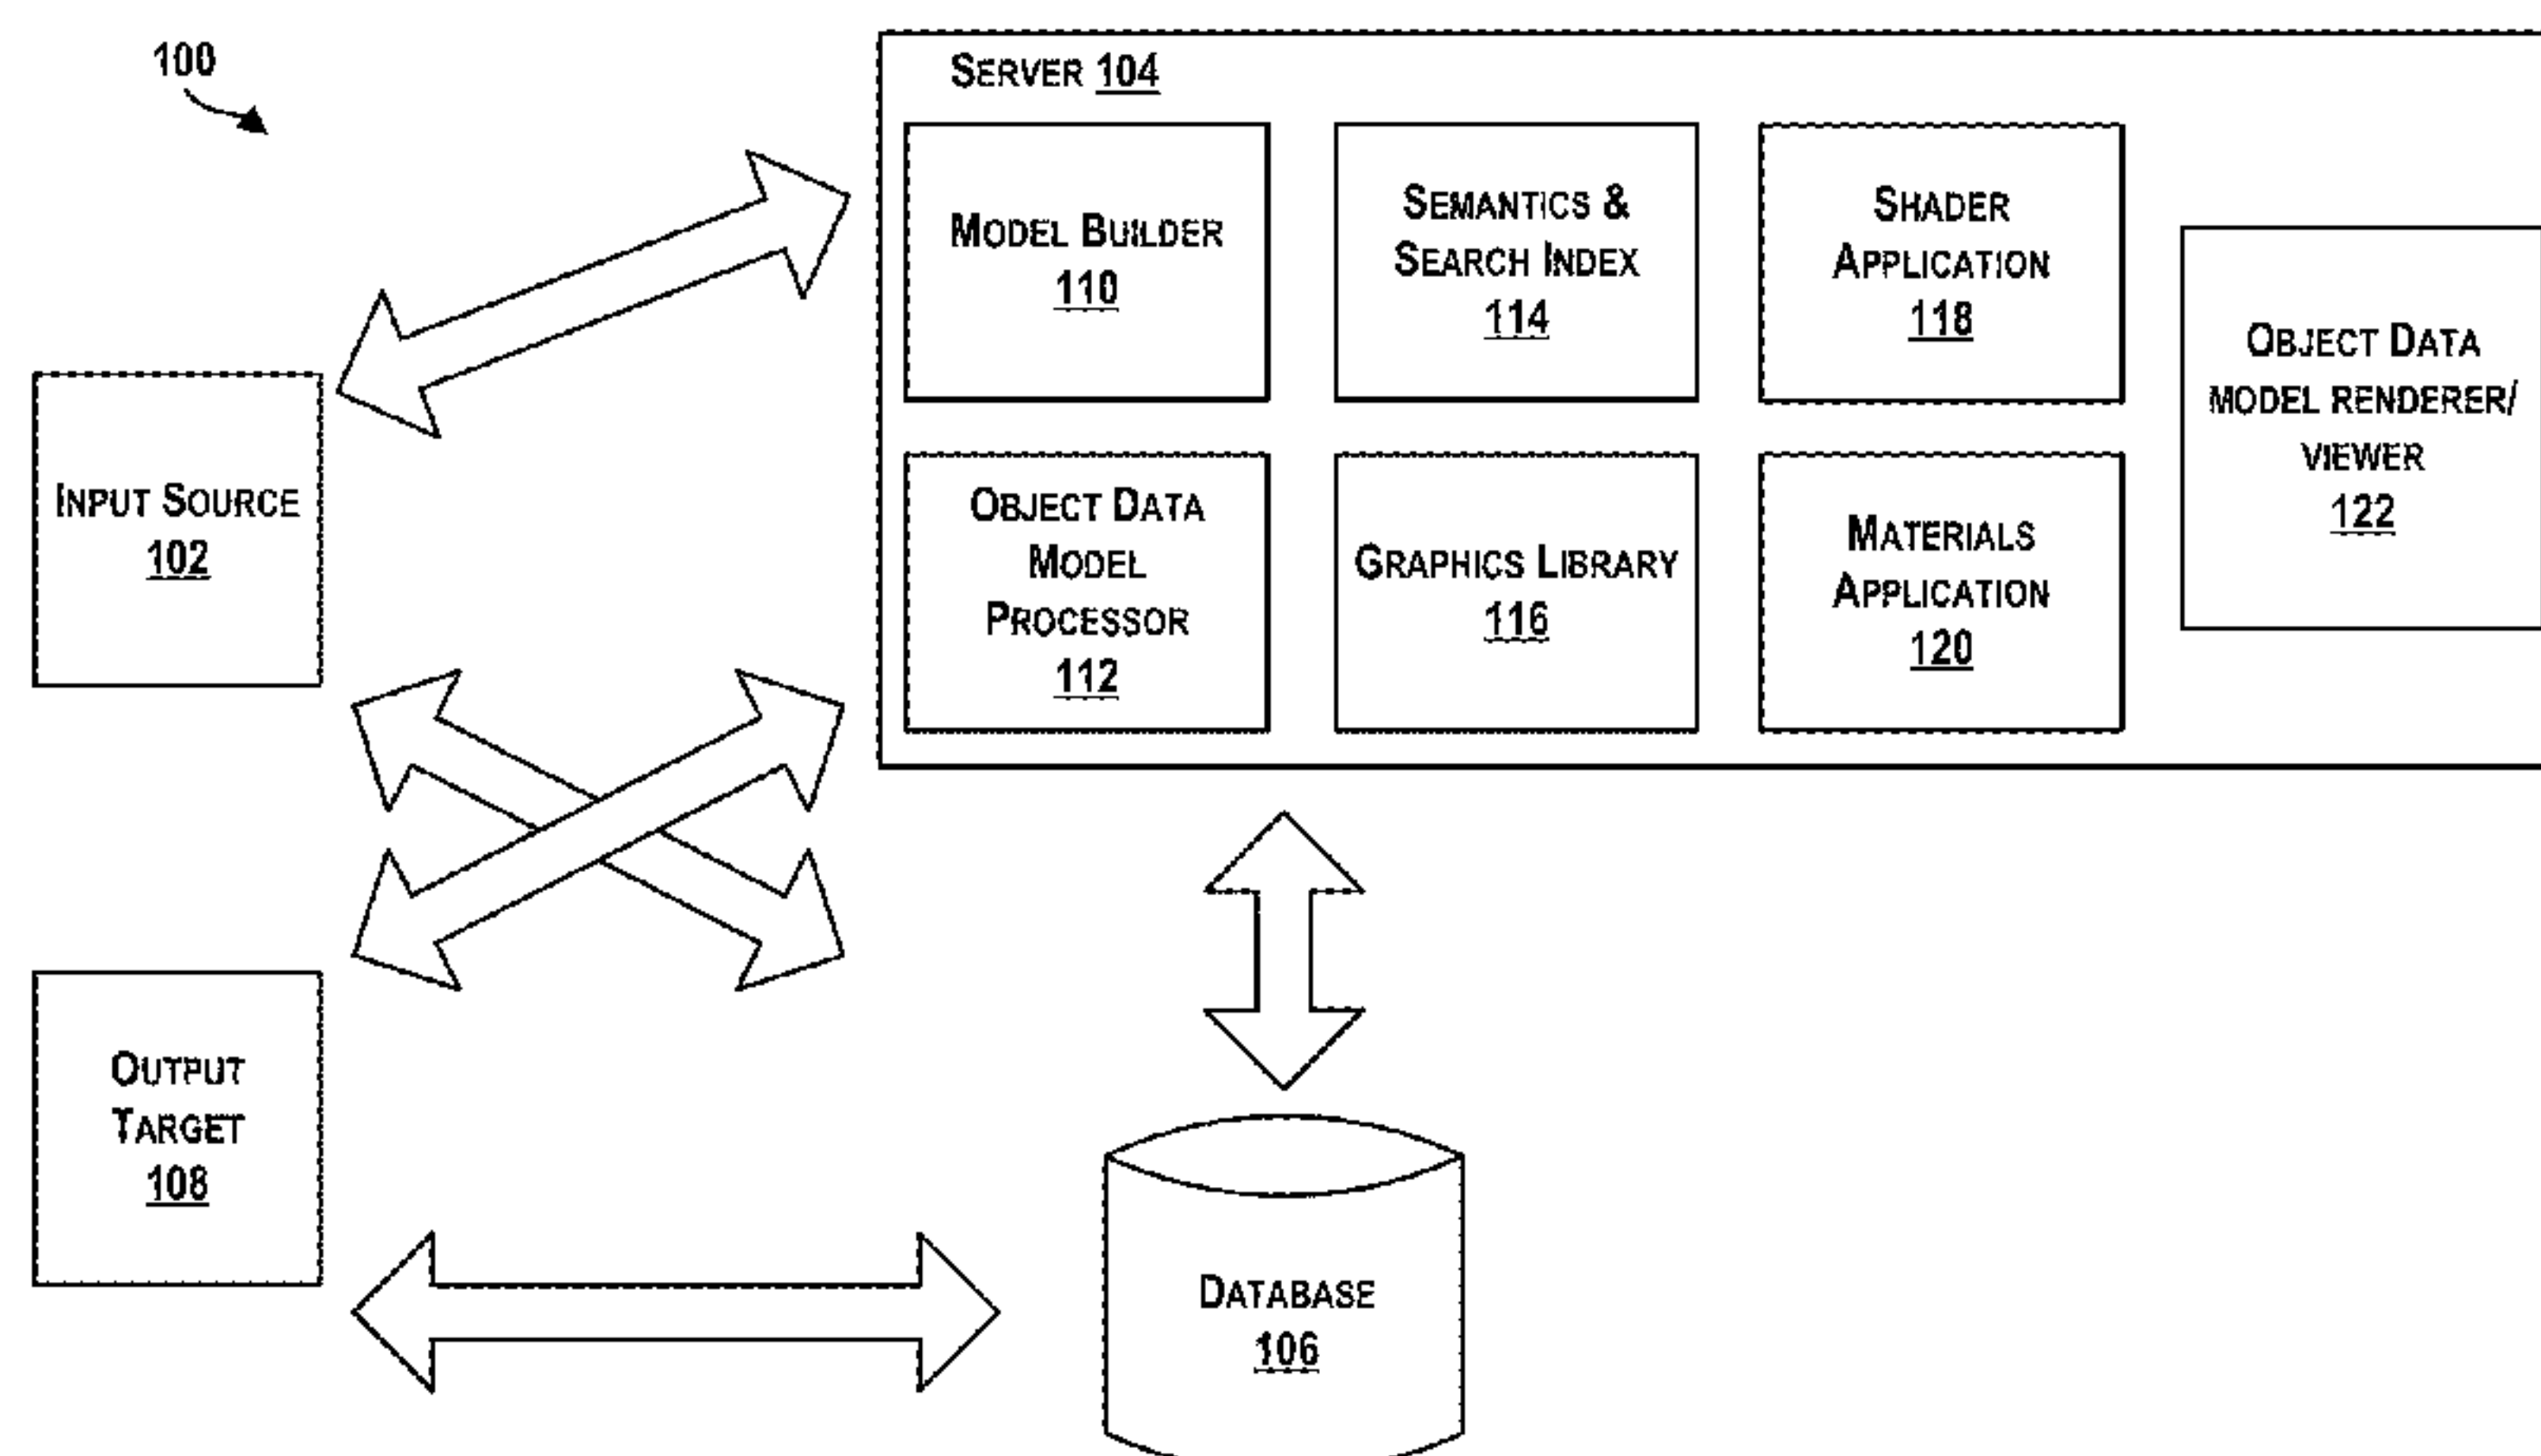 100
SERVER 104
MODEL BUILDER
110
SEMANTICS &
SEARCH INDEX
114
SHADER
APPLICATION
118
OBJECT DATA
MODEL RENDERER/
VIEWER
122
INPUT SOURCE
102
OBJECT DATA
MODEL
PROCESSOR
112
GRAPHICS LIBRARY
116
MATERIALS
APPLICATION
120
OUTPUT
TARGET
108
DATABASE
106